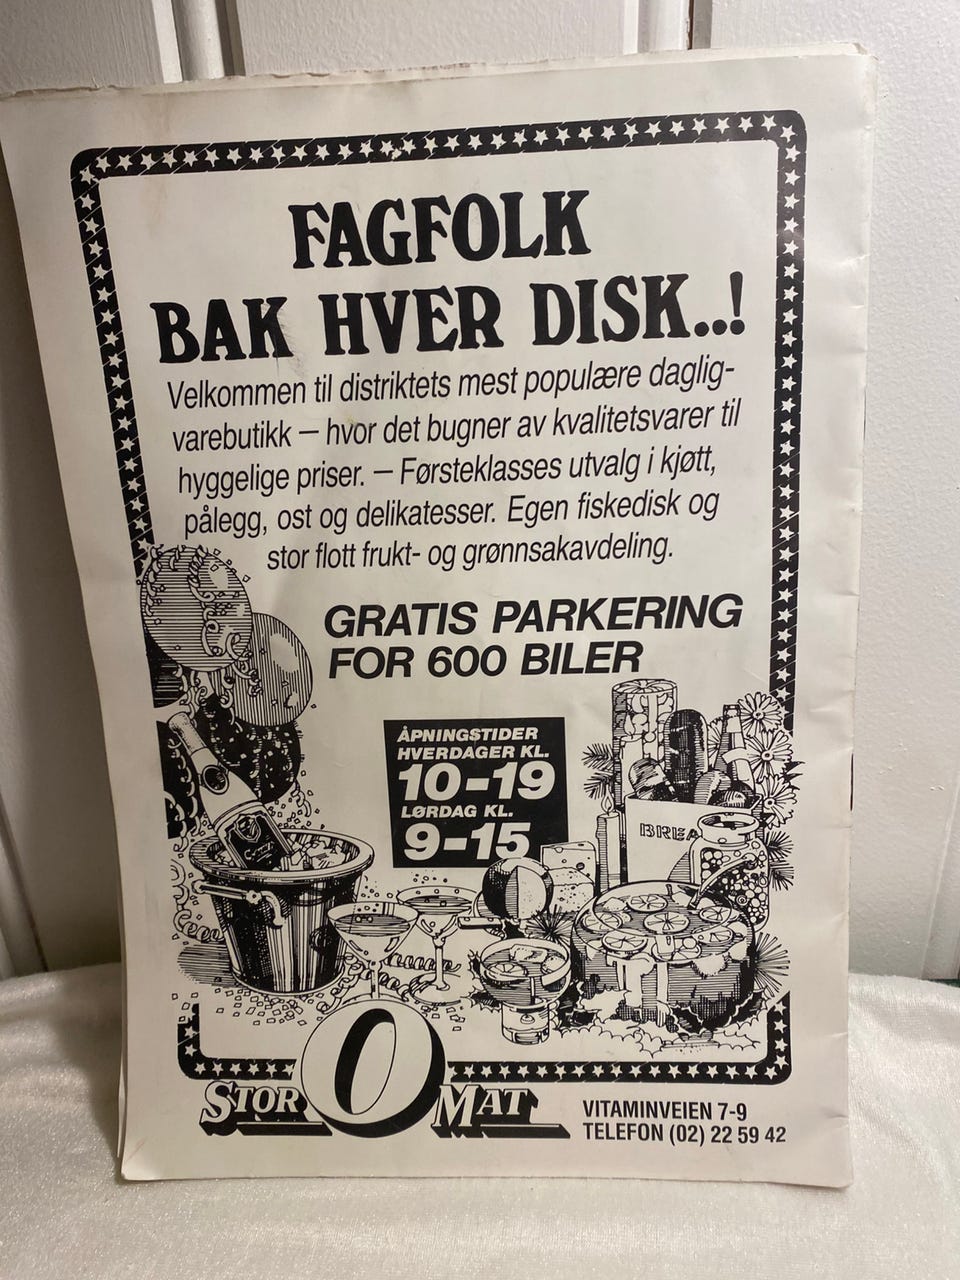 FAGFOLK
BAK HVER DISK..!
Velkommen til distriktets mest populære daglig-
varebutikk – hvor det bugner av kvalitetsvarer til
hyggelige priser. – Førsteklasses utvalg i kjøtt,
pålegg, ost og delikatesser. Egen fiskedisk og
stor flott frukt- og grønnsakavdeling.
GRATIS PARKERING
FOR 600 BILER
ÅPNINGSTIDER
HVERDAGER KL.
10-19
LØRDAG KL.
9-15
BREA
STOR O MAT
VITAMINVEIEN 7-9
TELEFON (02) 22 59 42